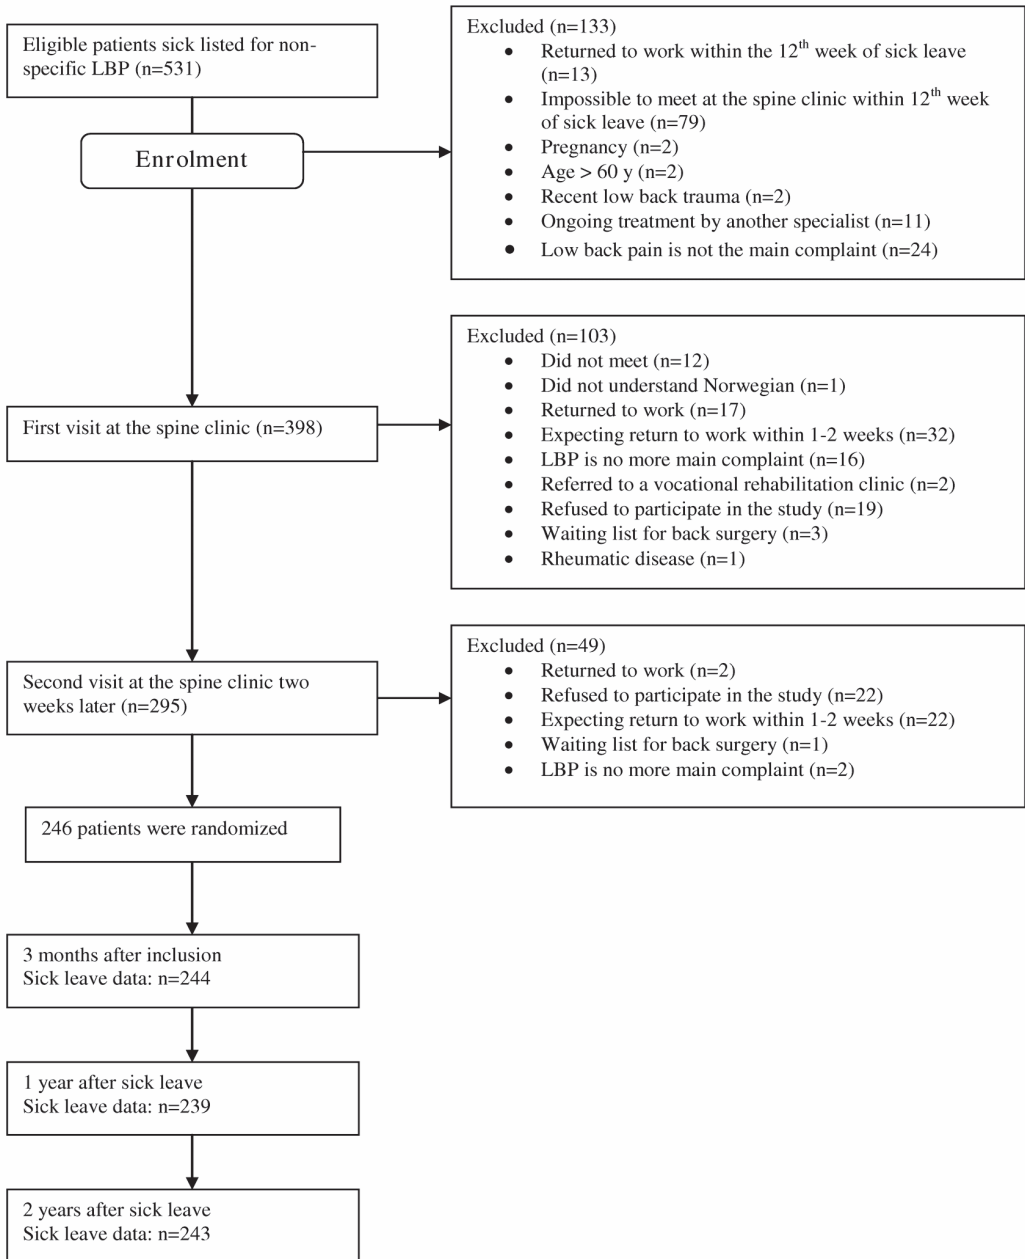 Eligible patients sick listed for non-
specific LBP (n=531)
Enrolment
Excluded (n=133)
• Returned to work within the 12th week of sick leave
(n=13)
• Impossible to meet at the spine clinic within 12th week
of sick leave (n=79)
• Pregnancy (n=2)
• Age > 60 y (n=2)
• Recent low back trauma (n=2)
• Ongoing treatment by another specialist (n=11)
• Low back pain is not the main complaint (n=24)
First visit at the spine clinic (n=398)
Excluded (n=103)
• Did not meet (n=12)
• Did not understand Norwegian (n=1)
• Returned to work (n=17)
• Expecting return to work within 1-2 weeks (n=32)
• LBP is no more main complaint (n=16)
• Referred to a vocational rehabilitation clinic (n=2)
• Refused to participate in the study (n=19)
• Waiting list for back surgery (n=3)
• Rheumatic disease (n=1)
Second visit at the spine clinic two
weeks later (n=295)
Excluded (n=49)
• Returned to work (n=2)
• Refused to participate in the study (n=22)
• Expecting return to work within 1-2 weeks (n=22)
• Waiting list for back surgery (n=1)
• LBP is no more main complaint (n=2)
246 patients were randomized
3 months after inclusion
Sick leave data: n=244
1 year after sick leave
Sick leave data: n=239
2 years after sick leave
Sick leave data: n=243